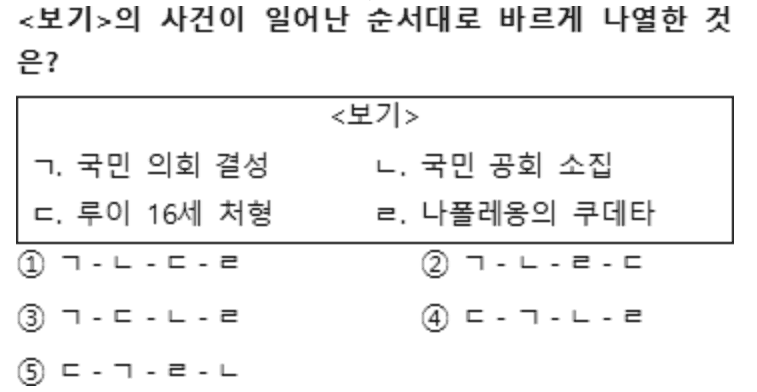 <보기>의 사건이 일어난 순서대로 바르게 나열한 것
은?
<보기>
ㄱ. 국민 의회 결성 ㄴ. 국민 공회 소집
ㄷ. 루이 16세 처형 ㄹ. 나폴레옹의 쿠데타
① ㄱ - ㄴ - ㄷ - ㄹ ② ㄱ - ㄴ - ㄹ - ㄷ
③ ㄱ - ㄷ - ㄴ - ㄹ ④ ㄷ - ㄱ - ㄴ - ㄹ
⑤ ㄷ - ㄱ - ㄹ - ㄴ